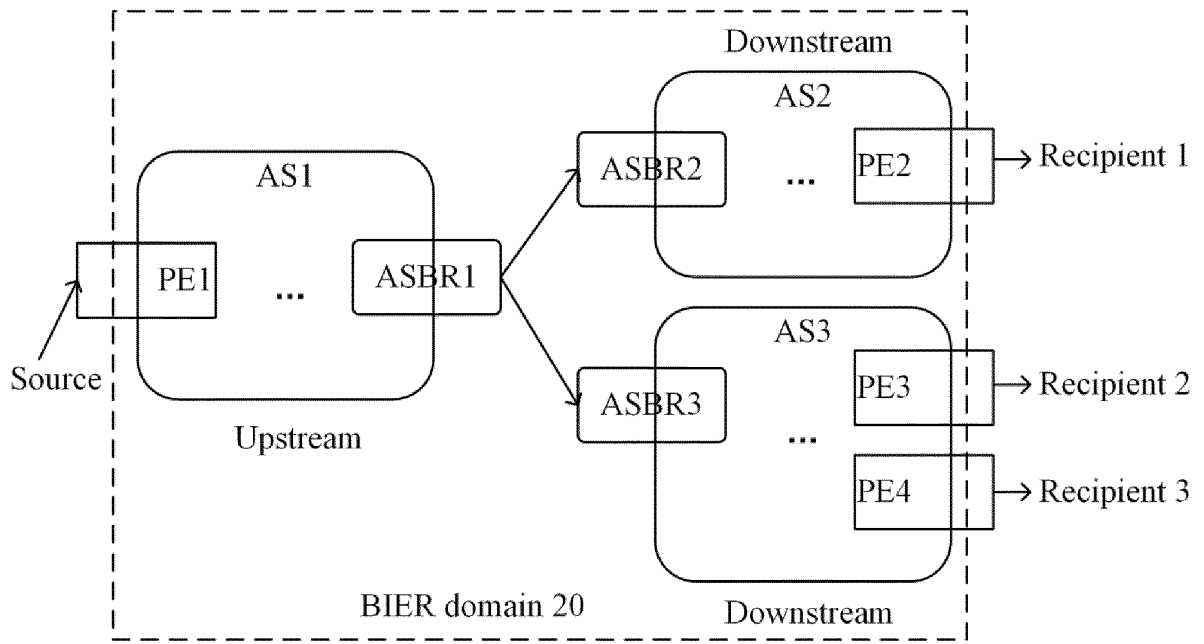 Downstream
AS2
ASBR2
...
PE2
Recipient 1
AS1
PE1
...
ASBR1
Source
Upstream
AS3
ASBR3
...
PE3
Recipient 2
PE4
Recipient 3
BIER domain 20
Downstream